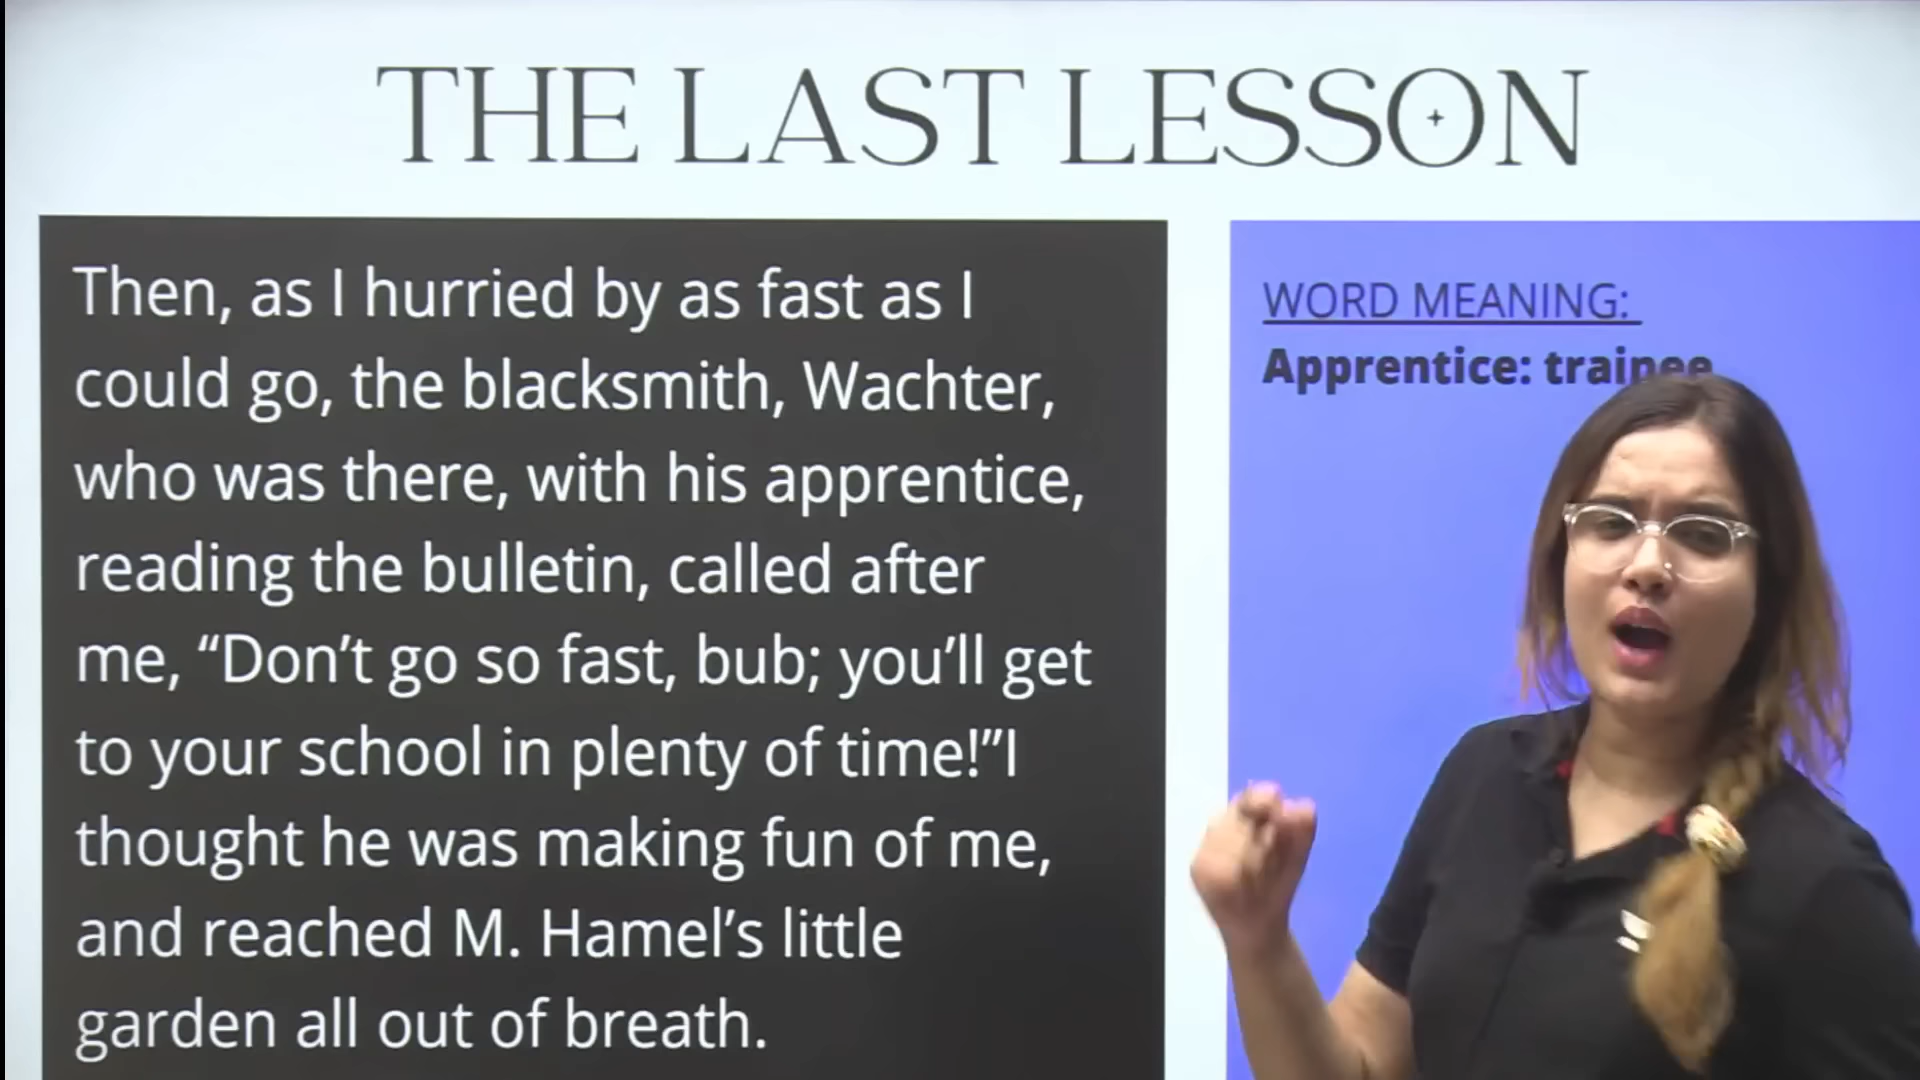 THE LAST LESSON
Then, as I hurried by as fast as I
could go, the blacksmith, Wachter,
who was there, with his apprentice,
reading the bulletin, called after
me, “Don’t go so fast, bub; you’ll get
to your school in plenty of time!”I
thought he was making fun of me,
and reached M. Hamel’s little
garden all out of breath.
WORD MEANING:
Apprentice: trainee